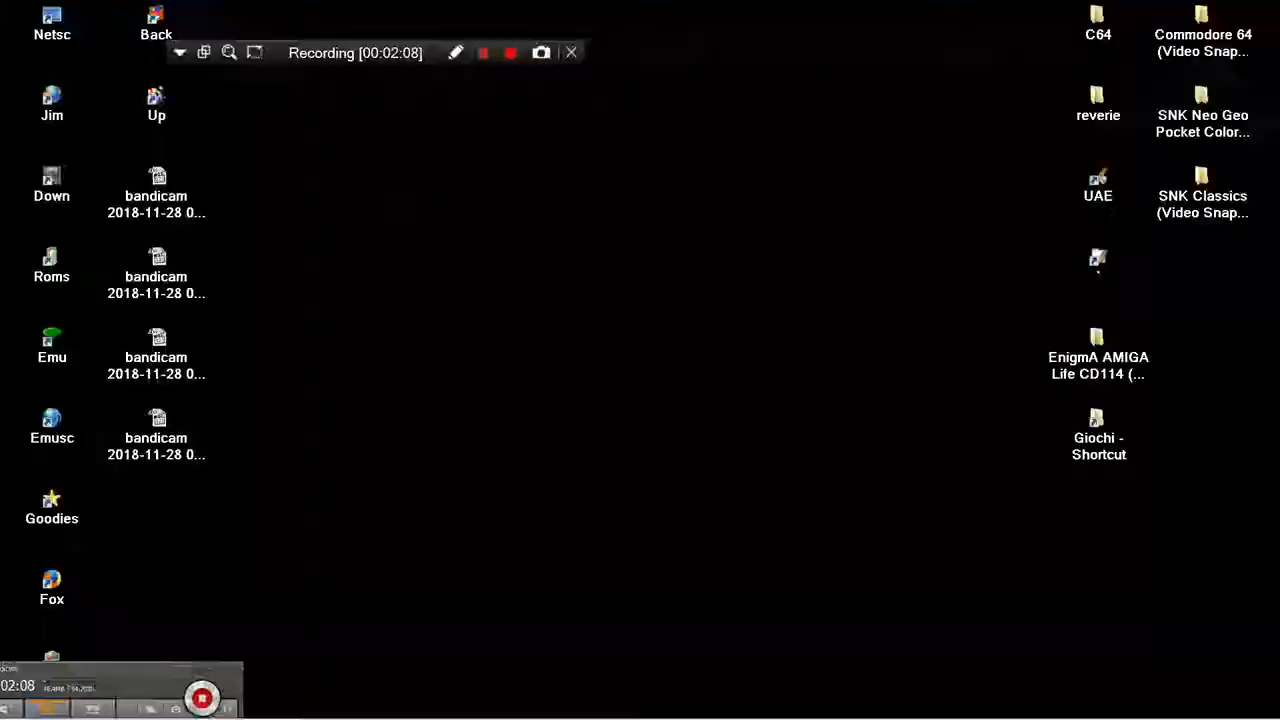 Netsc
Back
Recording [00:02:08]
C64
Commodore 64
(Video Snap...
Jim
Up
reverie
SNK Neo Geo
Pocket Color...
Down
bandicam
2018-11-28 0...
UAE
SNK Classics
(Video Snap...
Roms
bandicam
2018-11-28 0...
Emu
bandicam
2018-11-28 0...
EnigmA AMIGA
Life CD114 (...
Emusc
bandicam
2018-11-28 0...
Giochi -
Shortcut
Goodies
Fox
02:08